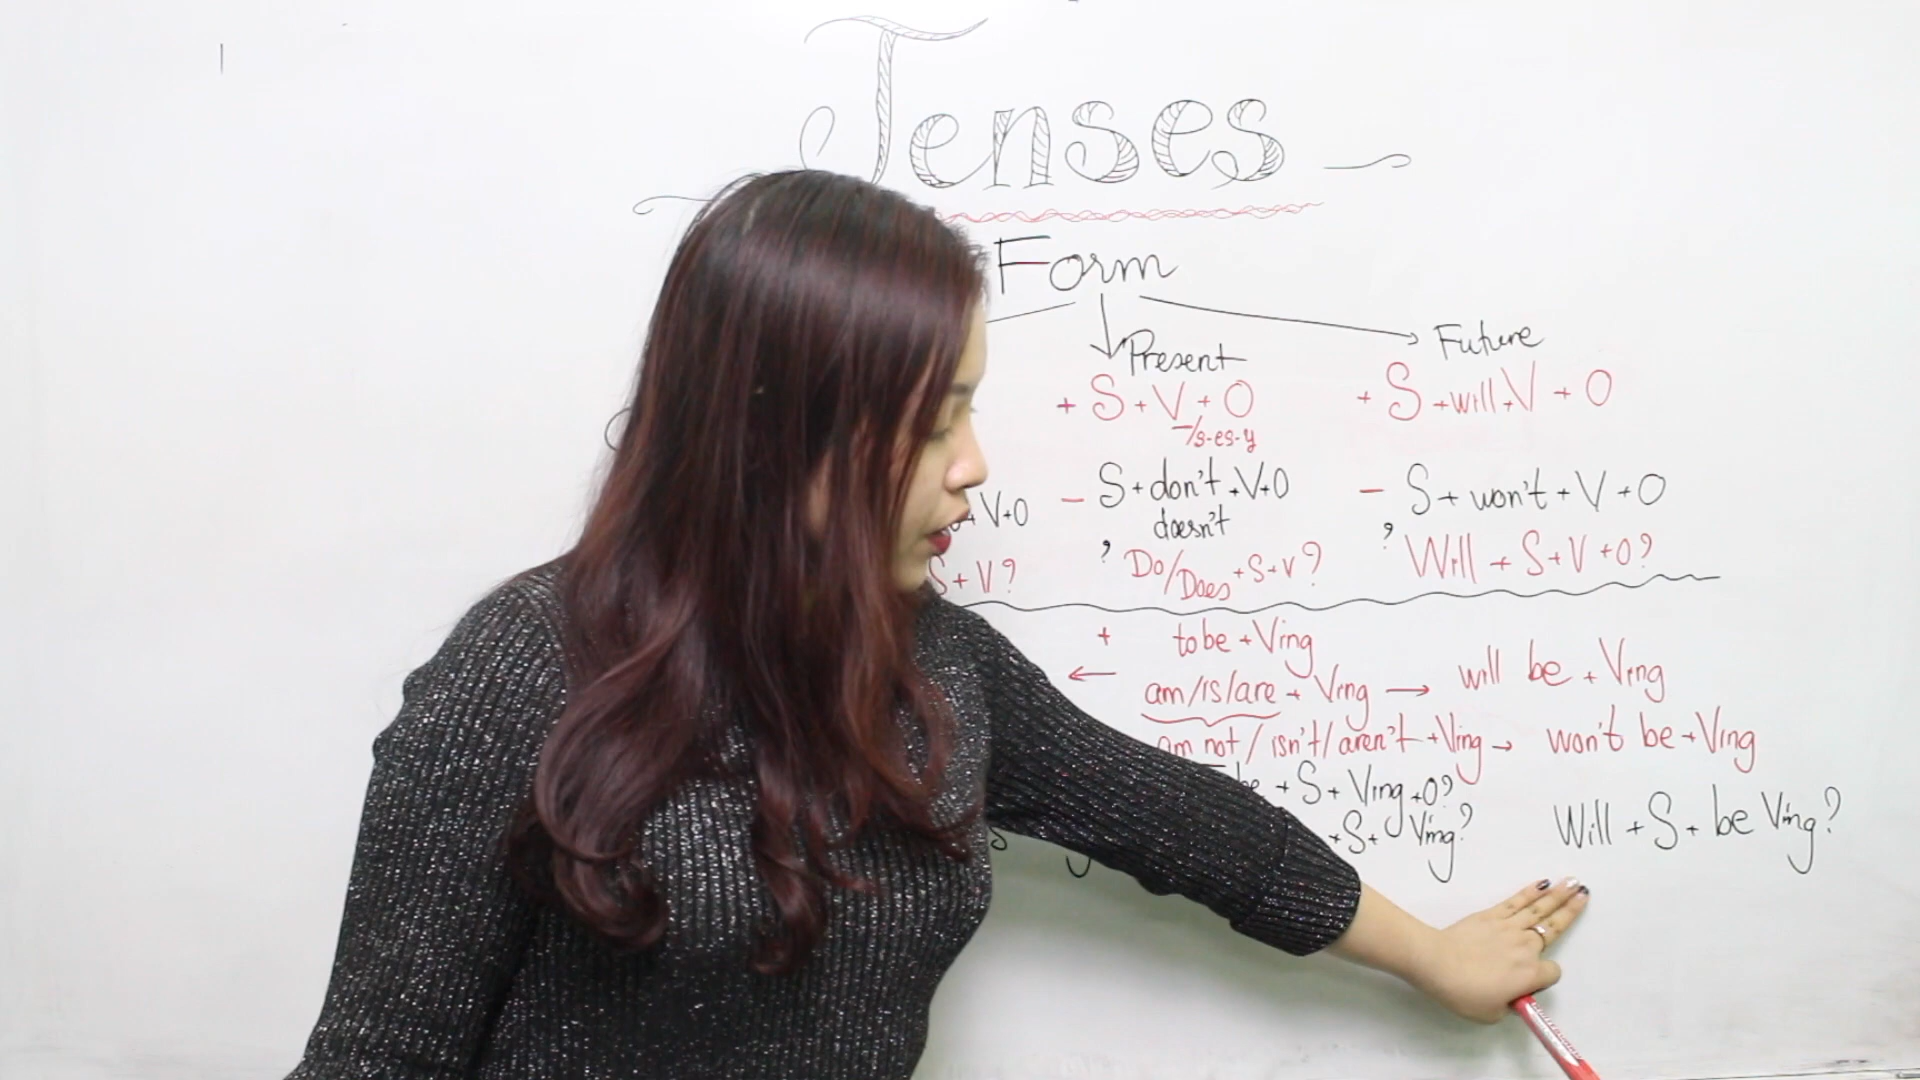 Tenses
Form
Present
Future
+ S + V + O
-/s-es-y
+ S + will + V + O
+ V+O
- S + don't + V+O
doesn't
- S + won't + V + O
S + V?
? Do/Does + S + V?
? Will + S + V + O?
+ to be + Ving
← am/is/are + Ving → will be + Ving
am not / isn't / aren't + Ving → won't be + Ving
be + S + Ving + O?
+ S + Ving?
Will + S + be Ving?